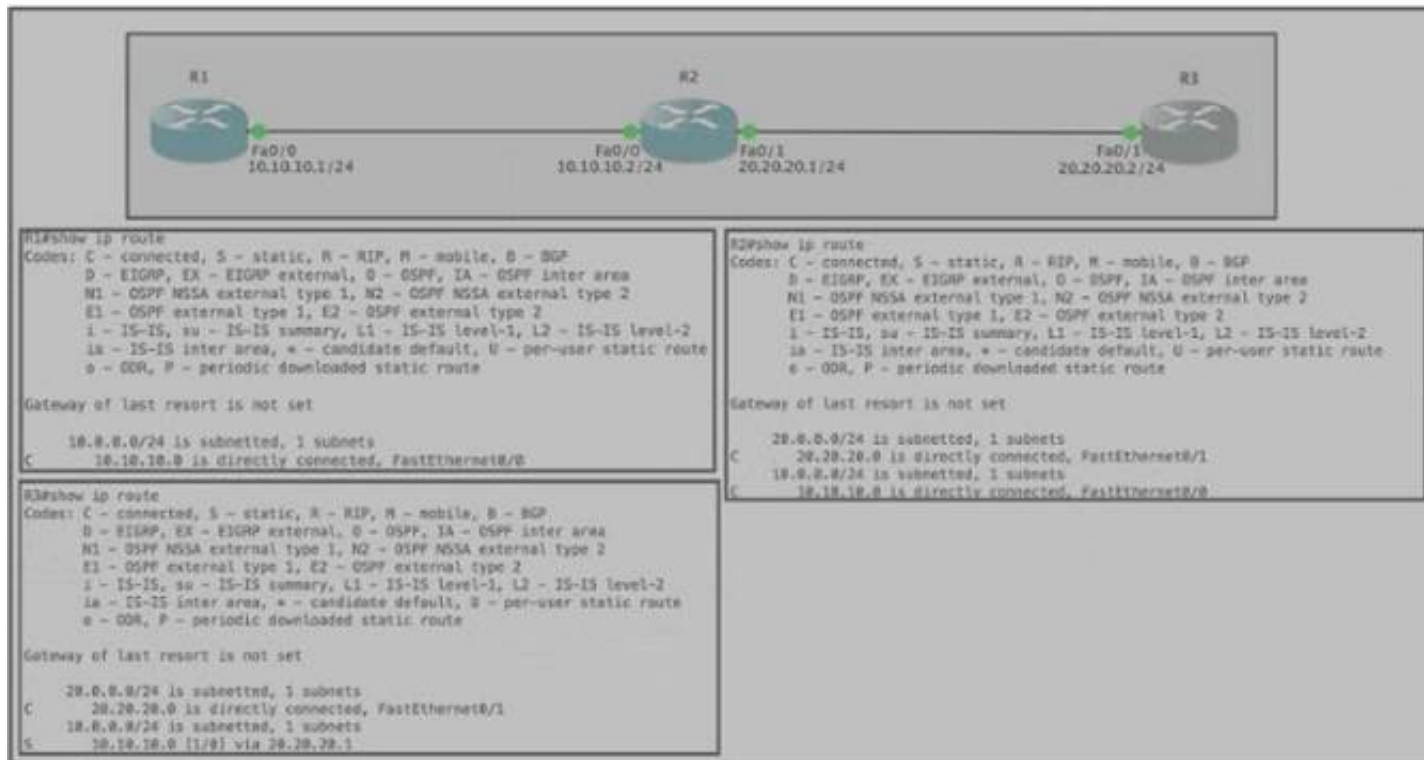 R1
R2
R3
Fa0/0
10.10.10.1/24
Fa0/0
10.10.10.2/24
Fa0/1
20.20.20.1/24
Fa0/1
20.20.20.2/24
R1#show ip route
Codes: C - connected, S - static, R - RIP, M - mobile, B - BGP
D - EIGRP, EX - EIGRP external, O - OSPF, IA - OSPF inter area
N1 - OSPF NSSA external type 1, N2 - OSPF NSSA external type 2
E1 - OSPF external type 1, E2 - OSPF external type 2
i - IS-IS, su - IS-IS summary, L1 - IS-IS level-1, L2 - IS-IS level-2
ia - IS-IS inter area, * - candidate default, U - per-user static route
o - ODR, P - periodic downloaded static route
Gateway of last resort is not set
10.0.0.0/24 is subnetted, 1 subnets
C 10.10.10.0 is directly connected, FastEthernet0/0
R2#show ip route
Codes: C - connected, S - static, R - RIP, M - mobile, B - BGP
D - EIGRP, EX - EIGRP external, O - OSPF, IA - OSPF inter area
N1 - OSPF NSSA external type 1, N2 - OSPF NSSA external type 2
E1 - OSPF external type 1, E2 - OSPF external type 2
i - IS-IS, su - IS-IS summary, L1 - IS-IS level-1, L2 - IS-IS level-2
ia - IS-IS inter area, * - candidate default, U - per-user static route
o - ODR, P - periodic downloaded static route
Gateway of last resort is not set
20.0.0.0/24 is subnetted, 1 subnets
C 20.20.20.0 is directly connected, FastEthernet0/1
10.0.0.0/24 is subnetted, 1 subnets
C 10.10.10.0 is directly connected, FastEthernet0/0
R3#show ip route
Codes: C - connected, S - static, R - RIP, M - mobile, B - BGP
D - EIGRP, EX - EIGRP external, O - OSPF, IA - OSPF inter area
N1 - OSPF NSSA external type 1, N2 - OSPF NSSA external type 2
E1 - OSPF external type 1, E2 - OSPF external type 2
i - IS-IS, su - IS-IS summary, L1 - IS-IS level-1, L2 - IS-IS level-2
ia - IS-IS inter area, * - candidate default, U - per-user static route
o - ODR, P - periodic downloaded static route
Gateway of last resort is not set
20.0.0.0/24 is subnetted, 1 subnets
C 20.20.20.0 is directly connected, FastEthernet0/1
10.0.0.0/24 is subnetted, 1 subnets
S 10.10.10.0 [1/0] via 20.20.20.1